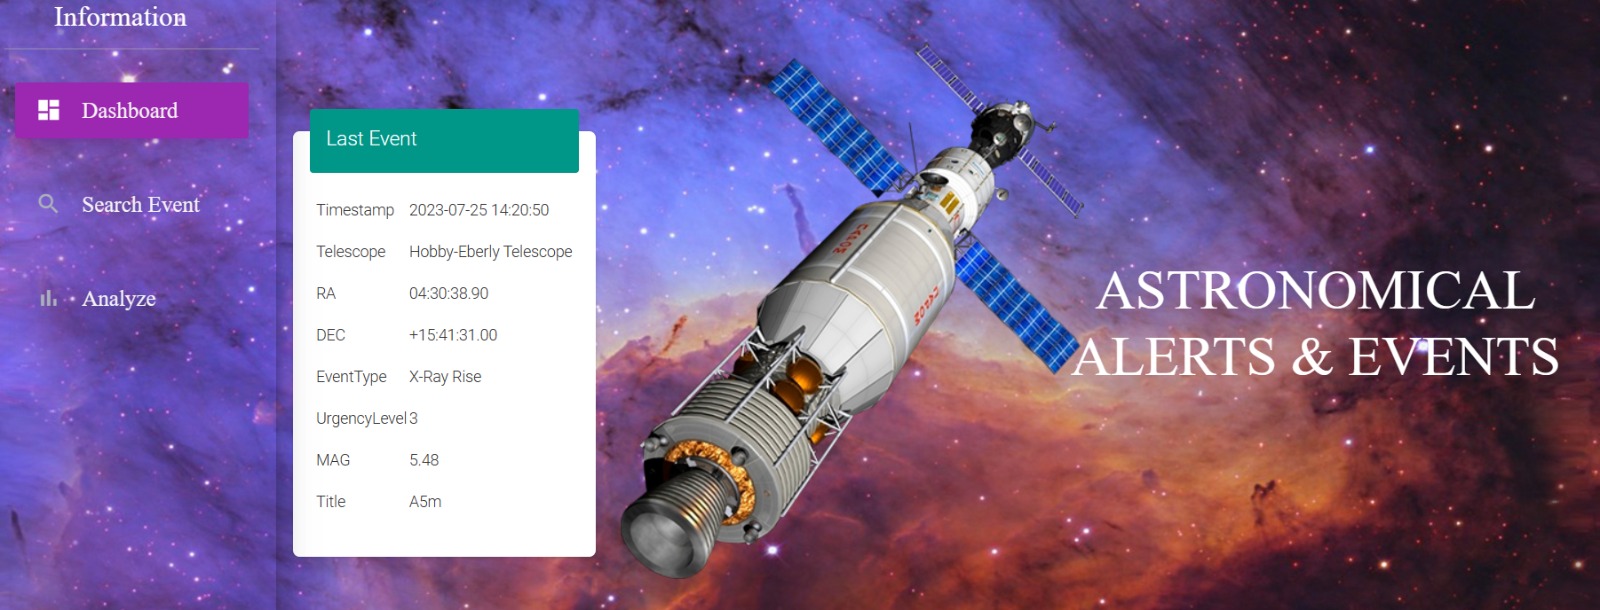 Information
Dashboard
Search Event
Analyze
Last Event
Timestamp 2023-07-25 14:20:50
Telescope Hobby-Eberly Telescope
RA 04:30:38.90
DEC +15:41:31.00
EventType X-Ray Rise
UrgencyLevel 3
MAG 5.48
Title A5m
CCCP
CCCP
ASTRONOMICAL
ALERTS & EVENTS